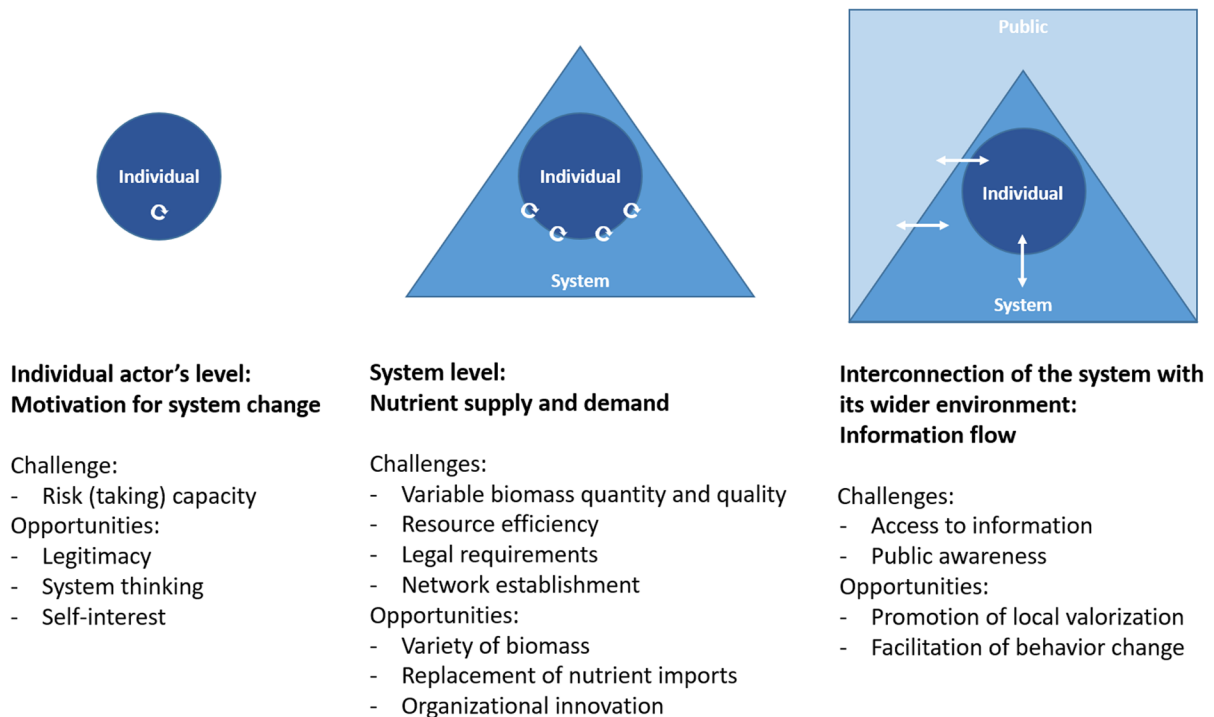 Individual
Individual
System
Public
Individual
System
Individual actor's level:
Motivation for system change
Challenge:
- Risk (taking) capacity
Opportunities:
- Legitimacy
- System thinking
- Self-interest
System level:
Nutrient supply and demand
Challenges:
- Variable biomass quantity and quality
- Resource efficiency
- Legal requirements
- Network establishment
Opportunities:
- Variety of biomass
- Replacement of nutrient imports
- Organizational innovation
Interconnection of the system with
its wider environment:
Information flow
Challenges:
- Access to information
- Public awareness
Opportunities:
- Promotion of local valorization
- Facilitation of behavior change